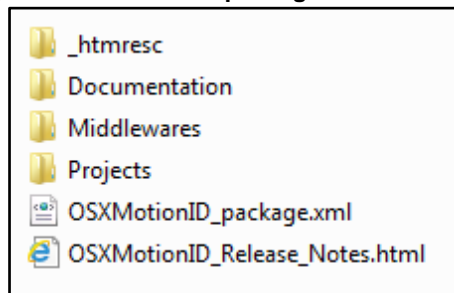 _htmresc
Documentation
Middlewares
Projects
OSXMotionID_package.xml
OSXMotionID_Release_Notes.html